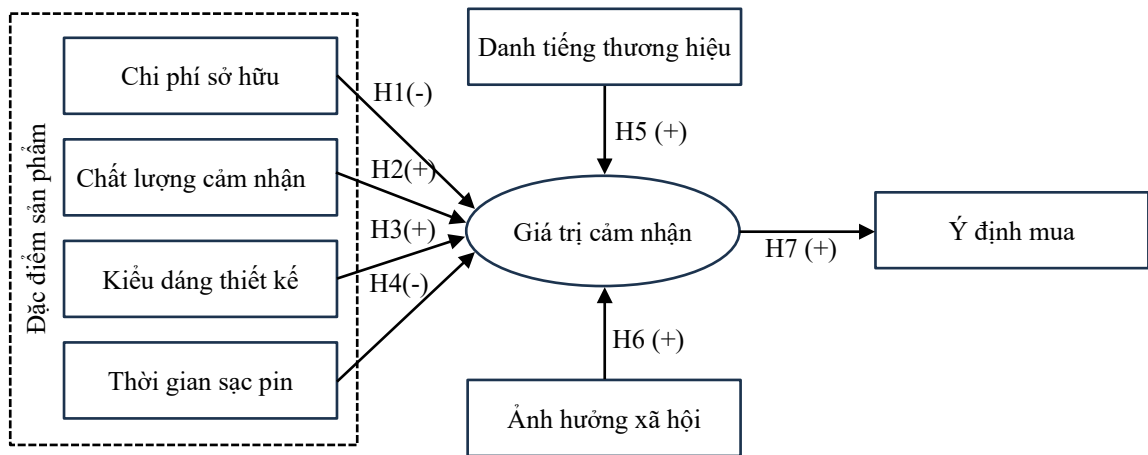 Đặc điểm sản phẩm
Chi phí sở hữu
Chất lượng cảm nhận
Kiểu dáng thiết kế
Thời gian sạc pin
H1(-)
H2(+)
H3(+)
H4(-)
Danh tiếng thương hiệu
H5 (+)
Giá trị cảm nhận
H6 (+)
Ảnh hưởng xã hội
H7 (+)
Ý định mua